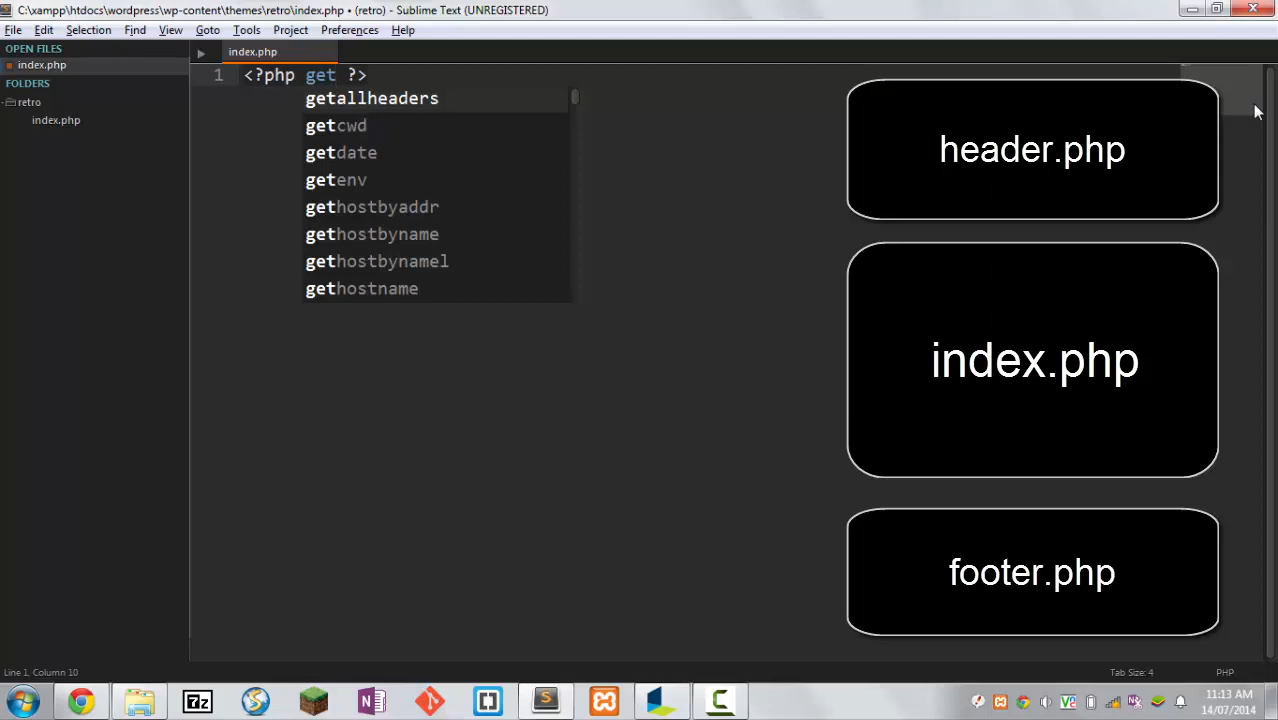 C:\xampp\htdocs\wordpress\wp-content\themes\retro\index.php • (retro) - Sublime Text (UNREGISTERED)
File Edit Selection Find View Goto Tools Project Preferences Help
OPEN FILES
index.php
FOLDERS
retro
index.php
index.php
1 <?php get ?>
getallheaders
getcwd
getdate
getenv
gethostbyaddr
gethostbyname
gethostbynamel
gethostname
header.php
index.php
footer.php
Line 1, Column 10
Tab Size: 4
PHP
7z
11:13 AM
14/07/2014